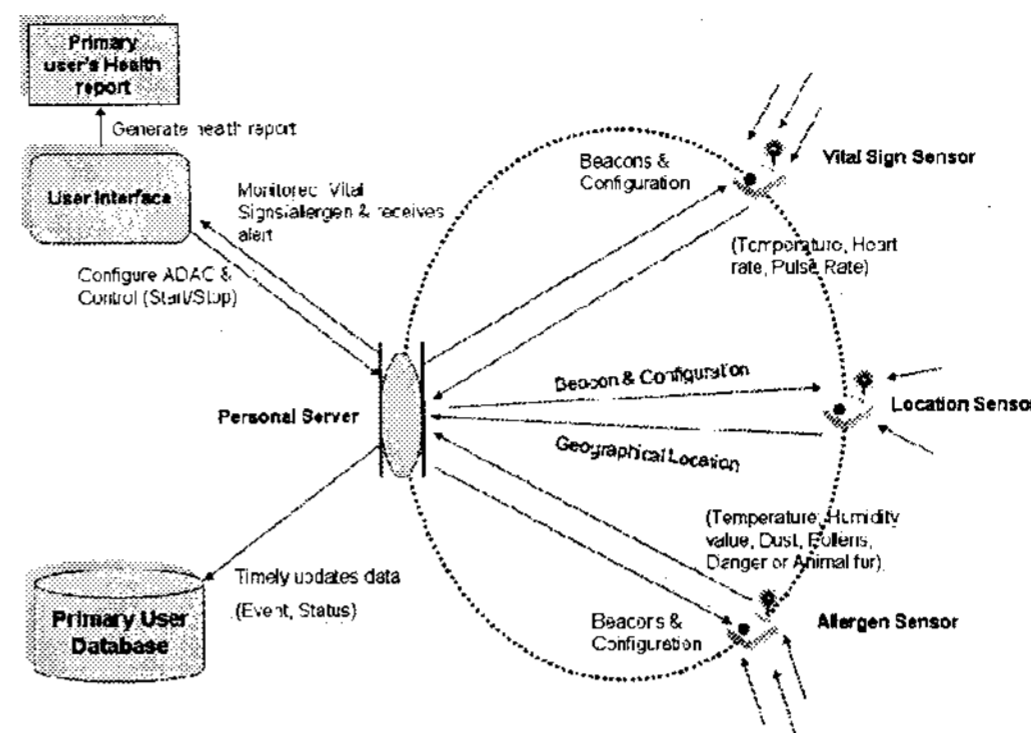 Primary
user's Health
report
Generate heath report
User Interface
Monitored Vital
Signs/allergen & receives
alert
Configure ADAC &
Control (Start/Stop)
Beacons &
Configuration
Vital Sign Sensor
(Temperature, Heart
rate, Pulse Rate)
Personal Server
Beacon & Configuration
Geographical Location
Location Sensor
(Temperature, Humidity
value, Dust, Pollens,
Danger or Animal fur)
Timely updates data
(Event, Status)
Primary User
Database
Beacons &
Configuration
Allergen Sensor